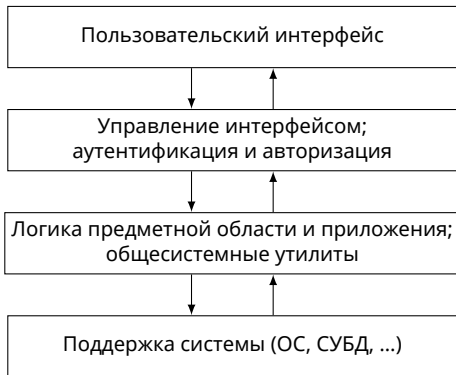 Пользовательский интерфейс
Управление интерфейсом;
аутентификация и авторизация
Логика предметной области и приложения;
общесистемные утилиты
Поддержка системы (ОС, СУБД, ...)